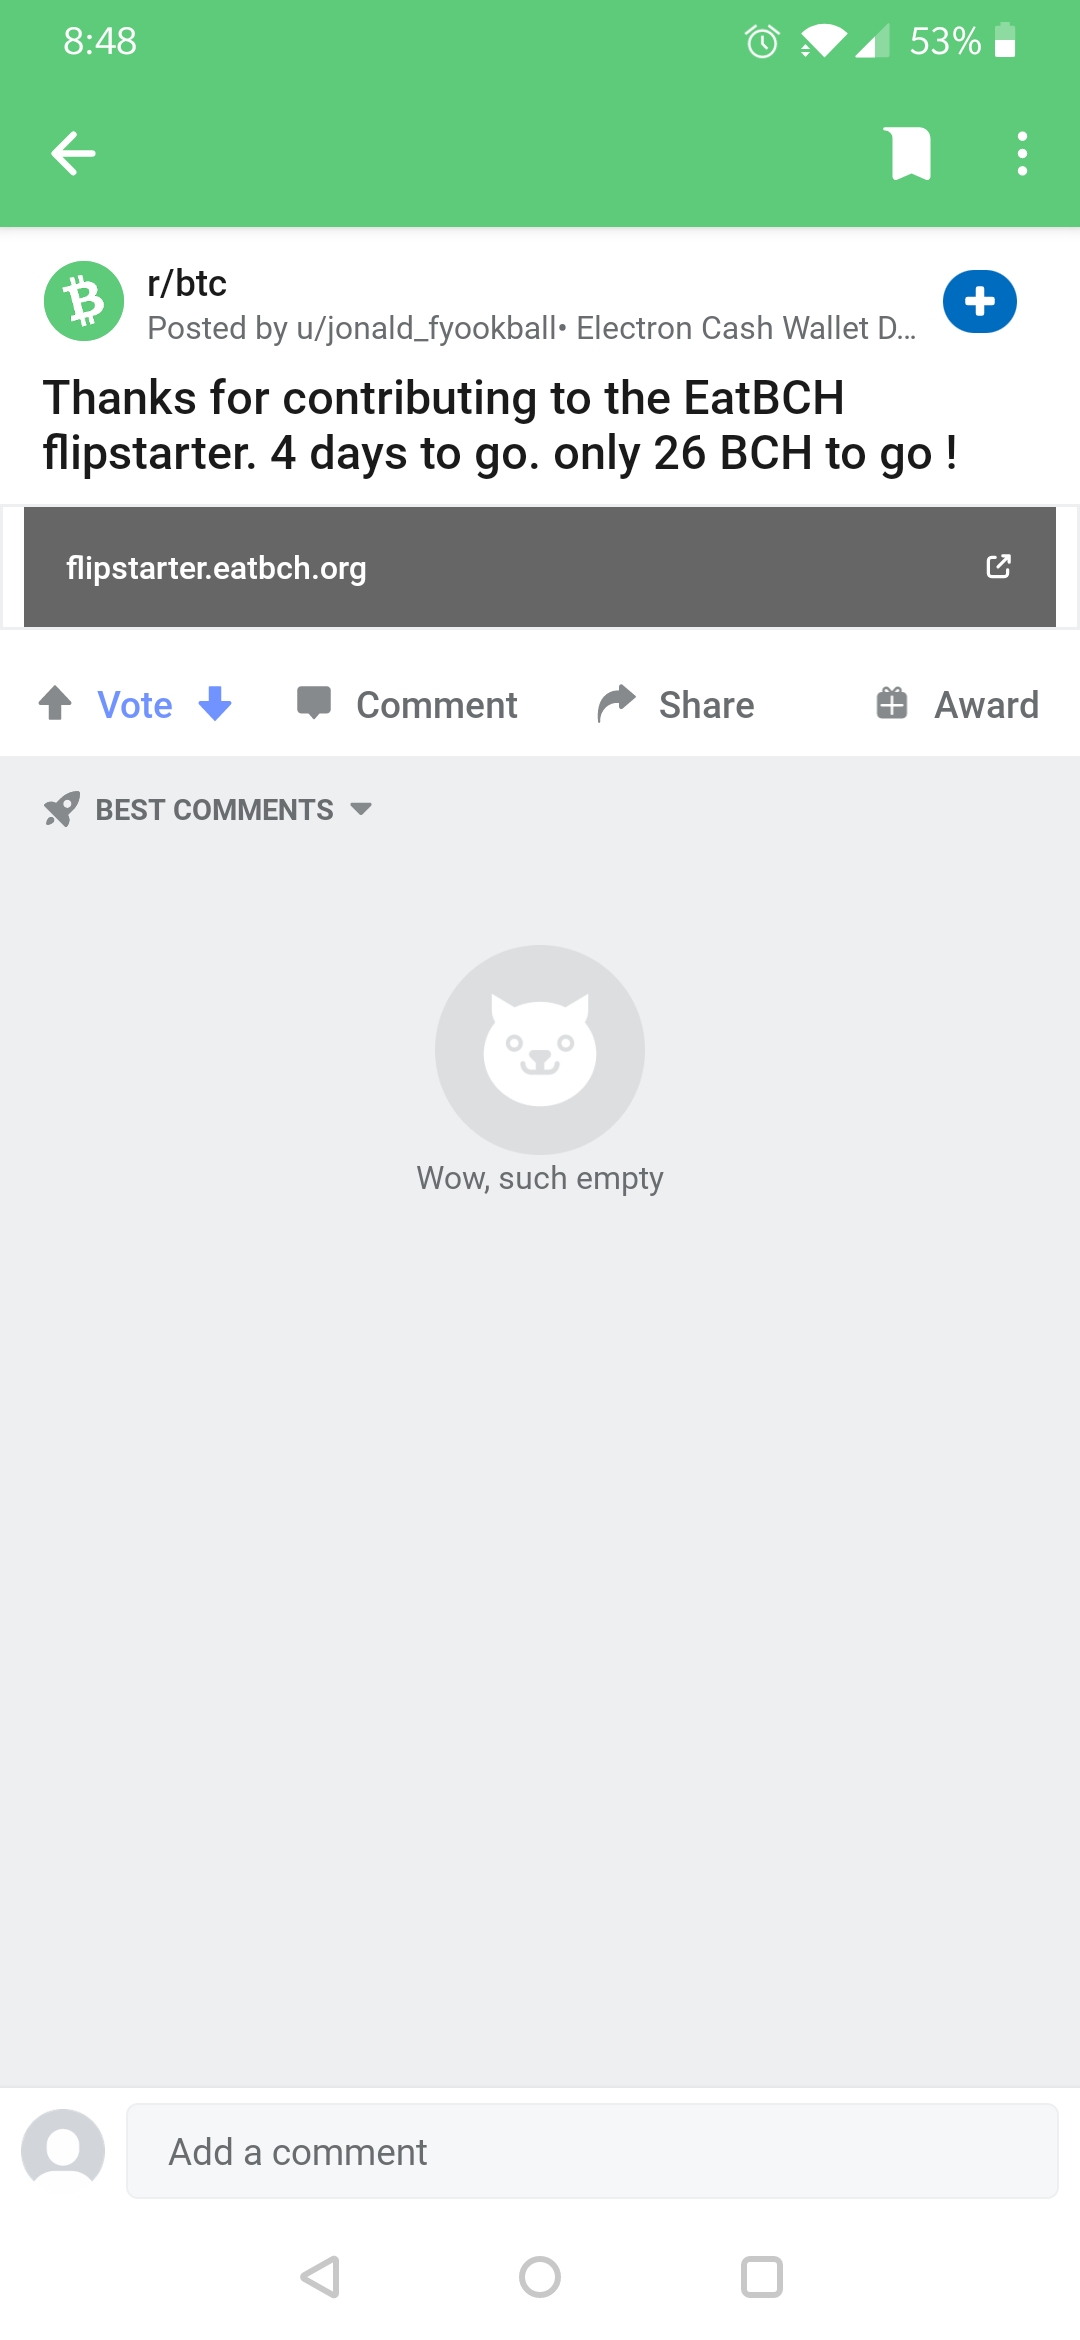 8:48
53%
r/btc
Posted by u/jonald_fyookball• Electron Cash Wallet D...
Thanks for contributing to the EatBCH
flipstarter. 4 days to go. only 26 BCH to go !
flipstarter.eatbch.org
Vote Comment Share Award
BEST COMMENTS
Wow, such empty
Add a comment